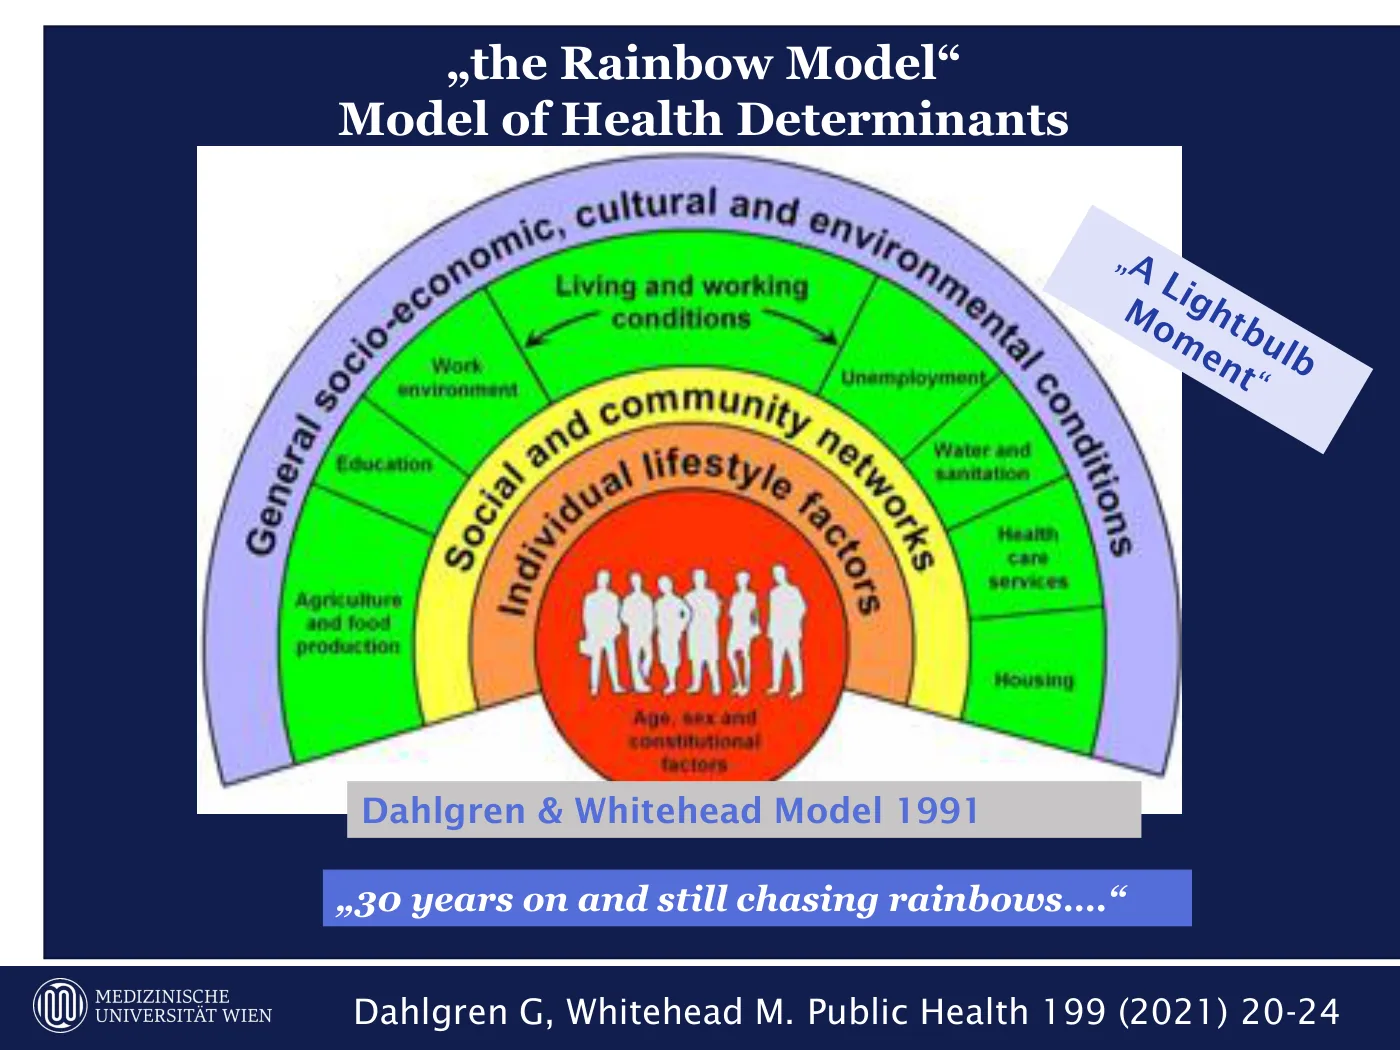 „the Rainbow Model“
Model of Health Determinants
General socio-economic, cultural and environmental conditions
Living and working
conditions
Work
environment
Unemployment
Education
Water and
sanitation
Agriculture
and food
production
Health
care
services
Housing
Social and community networks
Individual lifestyle factors
Age, sex and
constitutional
factors
„A Lightbulb
Moment“
Dahlgren & Whitehead Model 1991
„30 years on and still chasing rainbows....“
MEDIZINISCHE
UNIVERSITÄT WIEN
Dahlgren G, Whitehead M. Public Health 199 (2021) 20-24